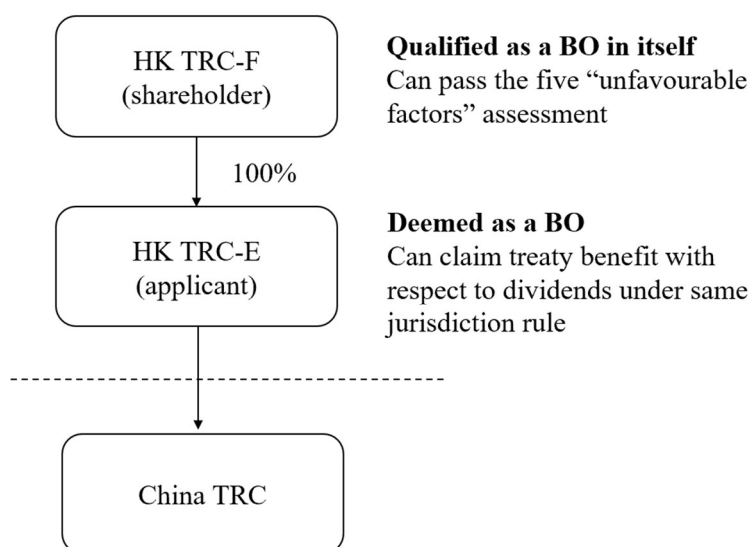 HK TRC-F
(shareholder)
Qualified as a BO in itself
Can pass the five “unfavourable
factors” assessment
100%
HK TRC-E
(applicant)
Deemed as a BO
Can claim treaty benefit with
respect to dividends under same
jurisdiction rule
China TRC